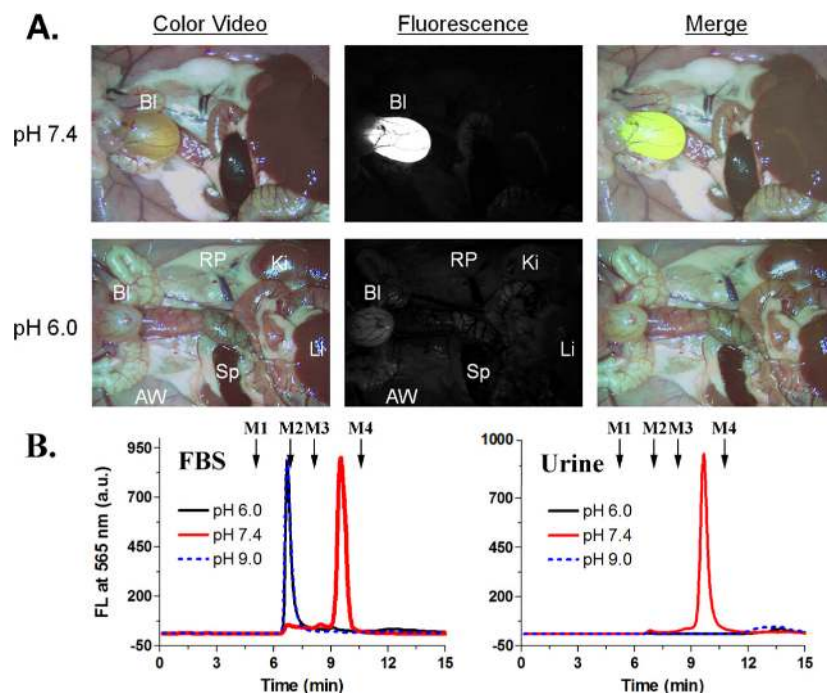 A.
Color Video
Fluorescence
Merge
pH 7.4
Bl
Bl
pH 6.0
RP
Ki
Bl
Li
Sp
AW
RP
Ki
Bl
Li
Sp
AW
B.
M1 M2 M3 M4
FBS
pH 6.0
pH 7.4
pH 9.0
FL at 565 nm (a.u.)
950
700
450
200
-50
0 3 6 9 12 15
Time (min)
M1 M2 M3 M4
Urine
pH 6.0
pH 7.4
pH 9.0
1000
700
450
200
-50
0 3 6 9 12 15
Time (min)